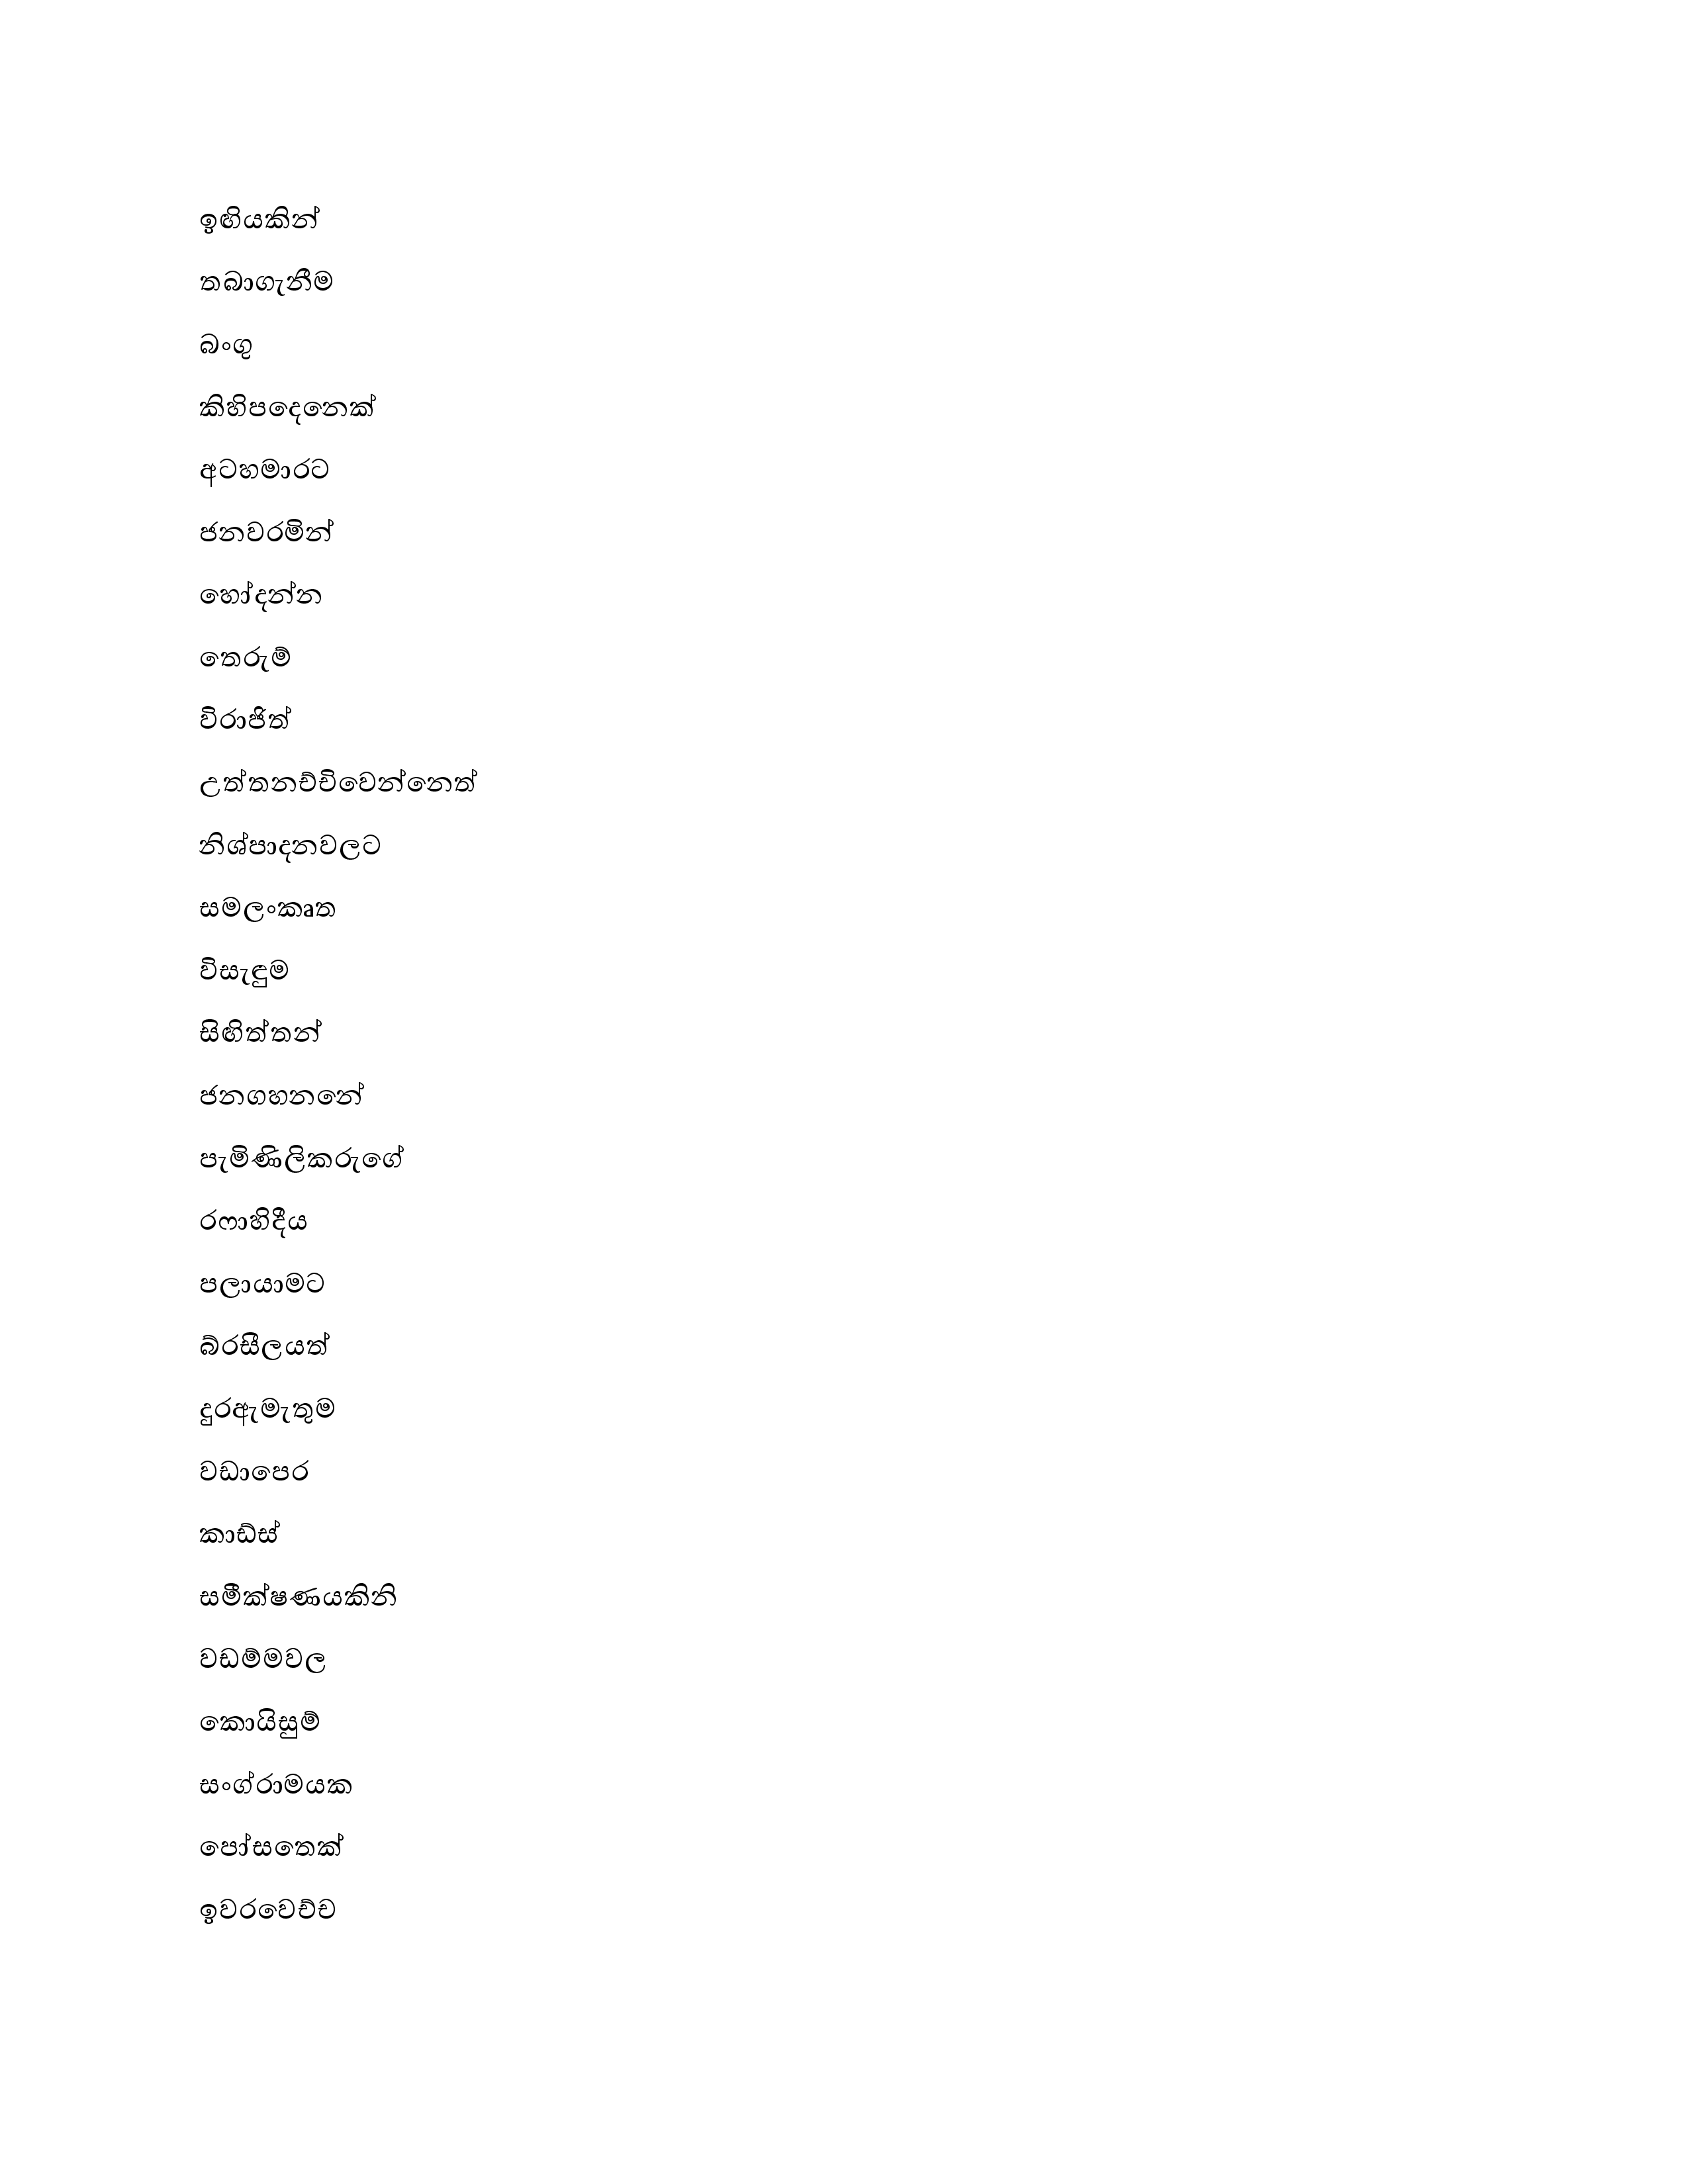 ඉඟියකින්
තබාගැනීම
බංගු
කිහිපදෙනෙක්
අටහමාරට
ජනවරමින්
හෝදන්න
තෙරුම්
විරාජිත්
උත්තනච්චිවෙන්නෙත්
නිශ්පාදනවලට
සමලංකෘත
විසැඳුම
සිඟිත්තන්
ජනගහනනේ
පැමිණිලිකරුගේ
රෆාහිදීය
පලායාමට
බ්රසීලයත්
දුරඇමැතුම
වඩාපෙර
කාඩ්ස්
සමීක්ෂණයකිනි
වඩම්මවල
කොයිසුම්
සංග්රාමයක
පෝසතෙක්
ඉවරවෙච්ච